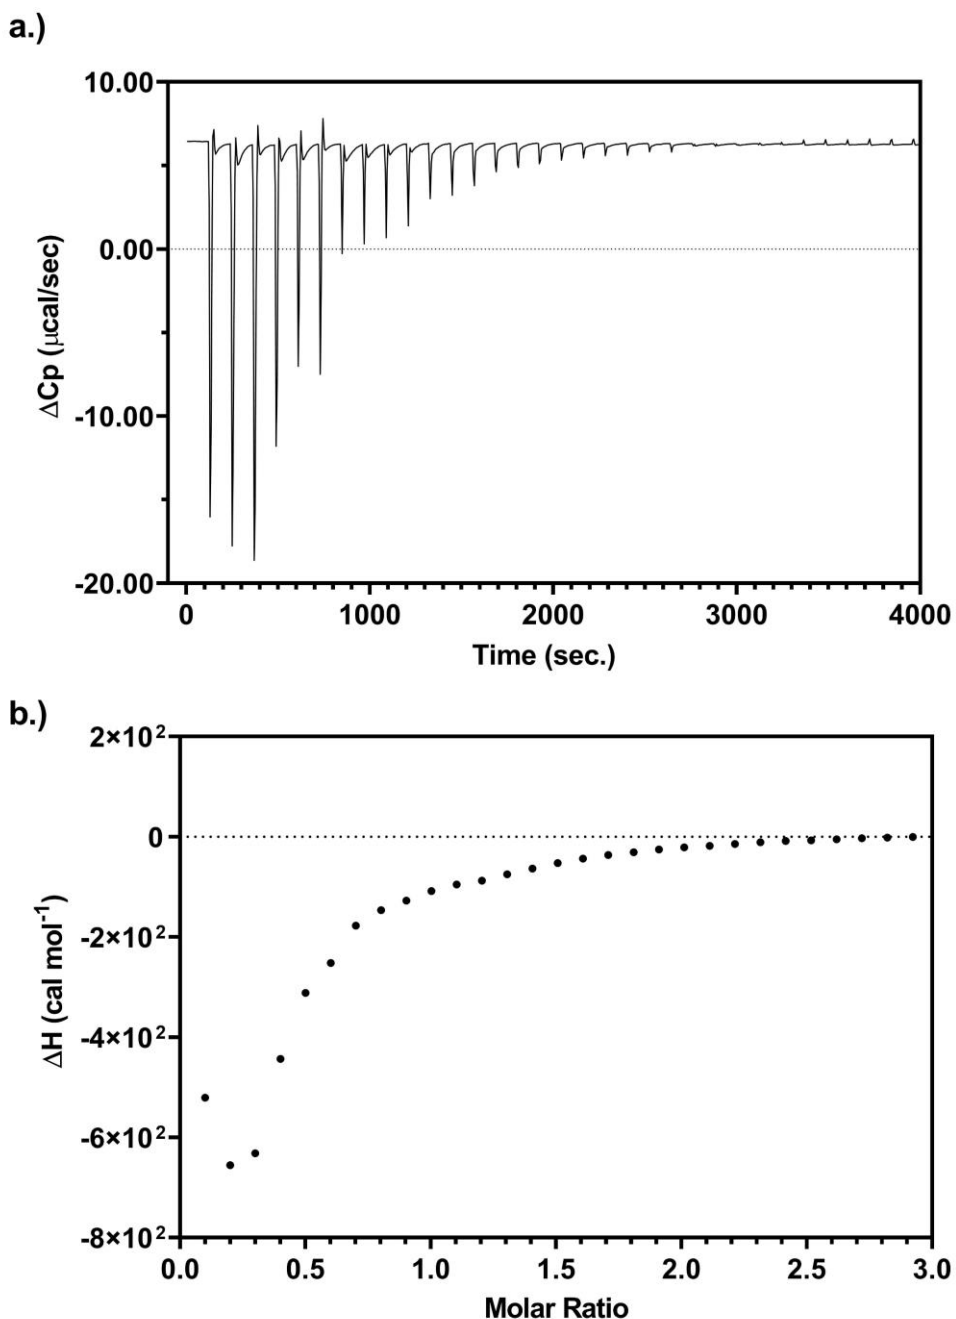 a.)
10.00
0.00
-10.00
-20.00
ΔCp (μcal/sec)
0 1000 2000 3000 4000
Time (sec.)
b.)
2×10²
0
-2×10²
-4×10²
-6×10²
-8×10²
ΔH (cal mol⁻¹)
0.0 0.5 1.0 1.5 2.0 2.5 3.0
Molar Ratio